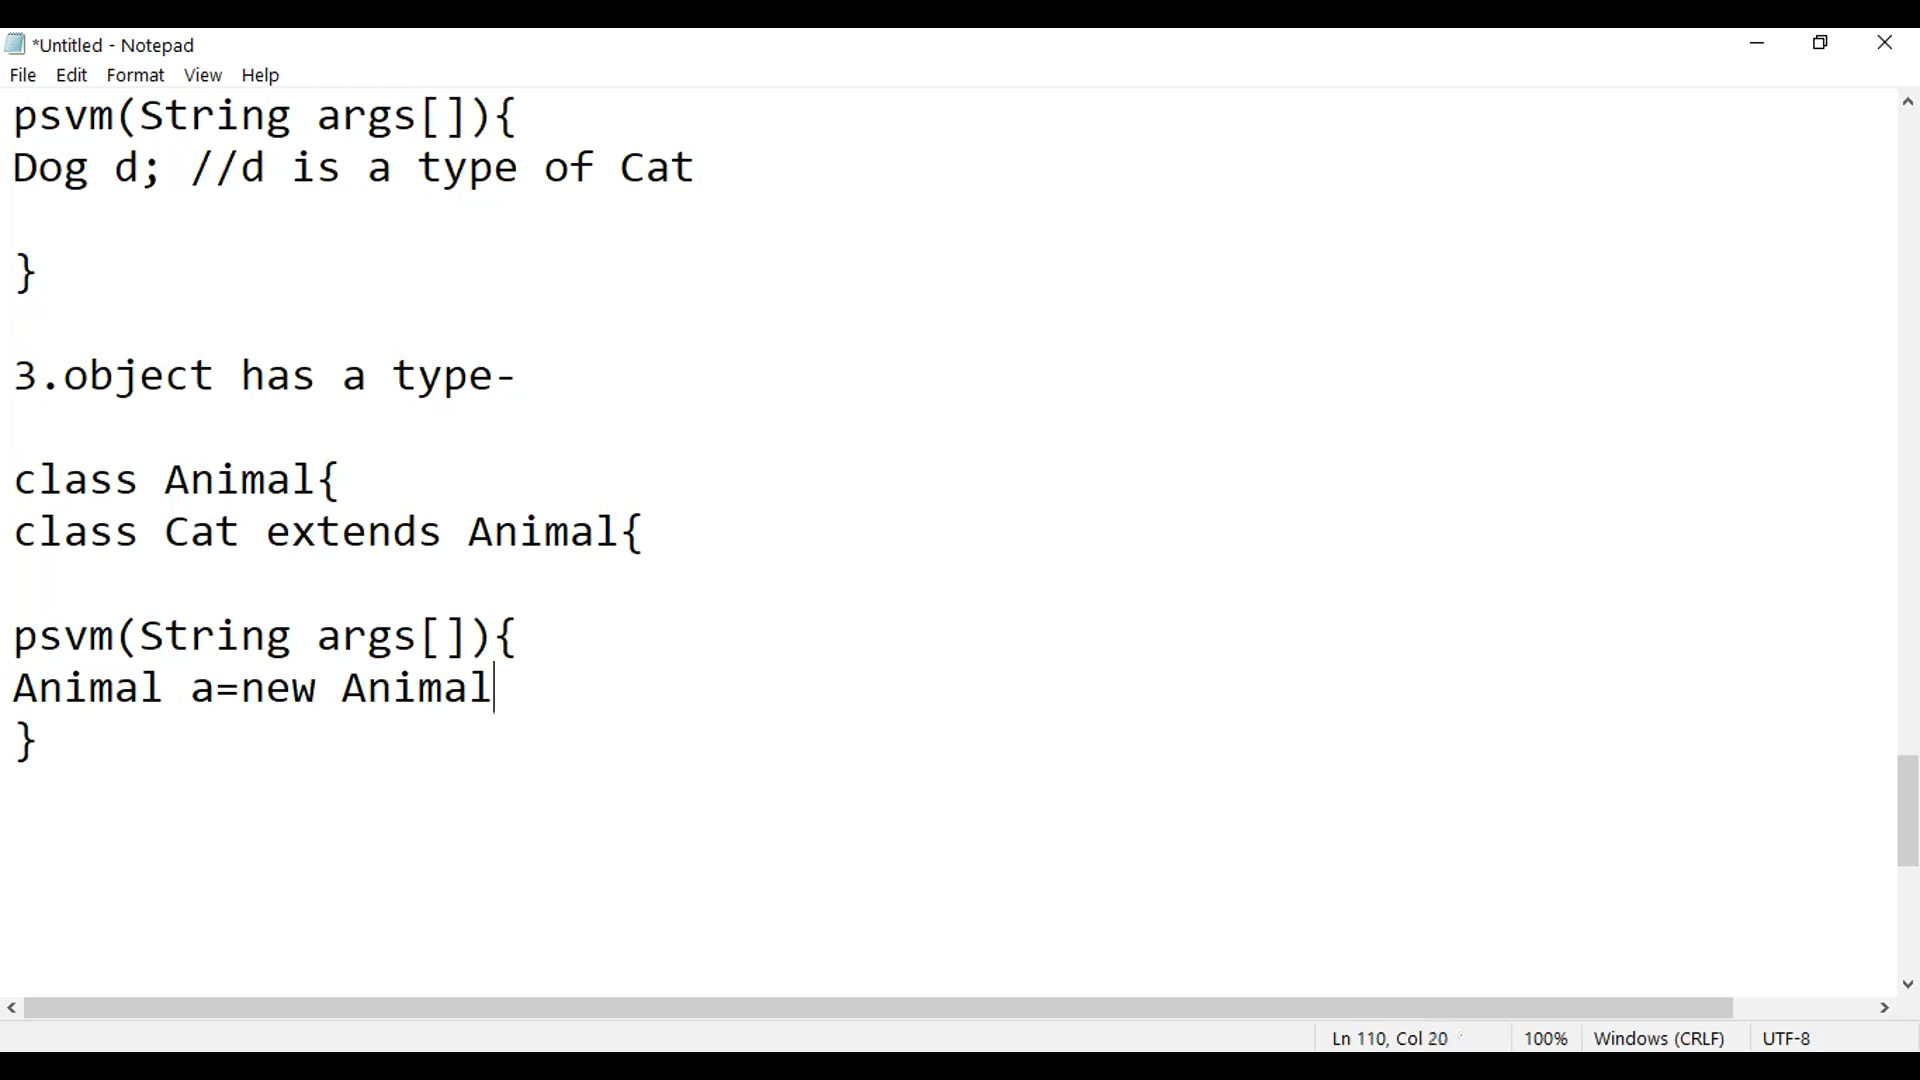 *Untitled - Notepad
File Edit Format View Help
psvm(String args[]){
Dog d; //d is a type of Cat
}
3.object has a type-
class Animal{
class Cat extends Animal{
psvm(String args[]){
Animal a=new Animal
}
Ln 110, Col 20 100% Windows (CRLF) UTF-8